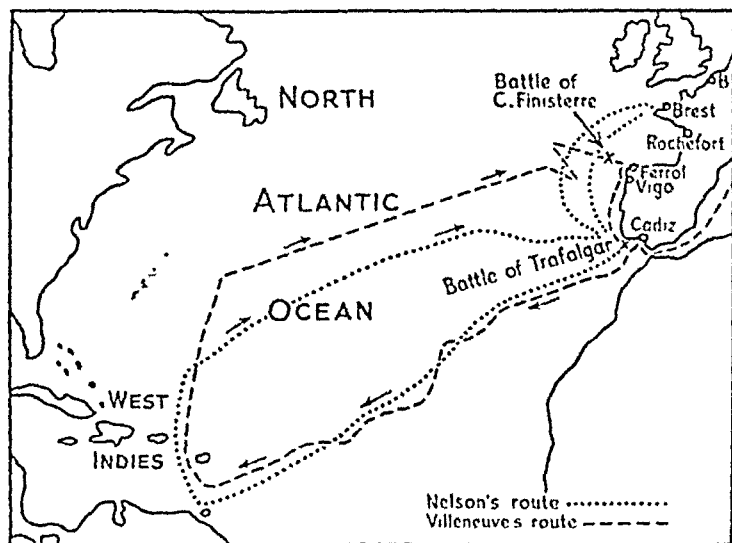 NORTH
ATLANTIC
OCEAN
Battle of
C.Finisterre
B
Brest
Rochefort
Ferrol
Vigo
Cadiz
Battle of Trafalgar
WEST
INDIES
Nelson's route
Villeneuve's route